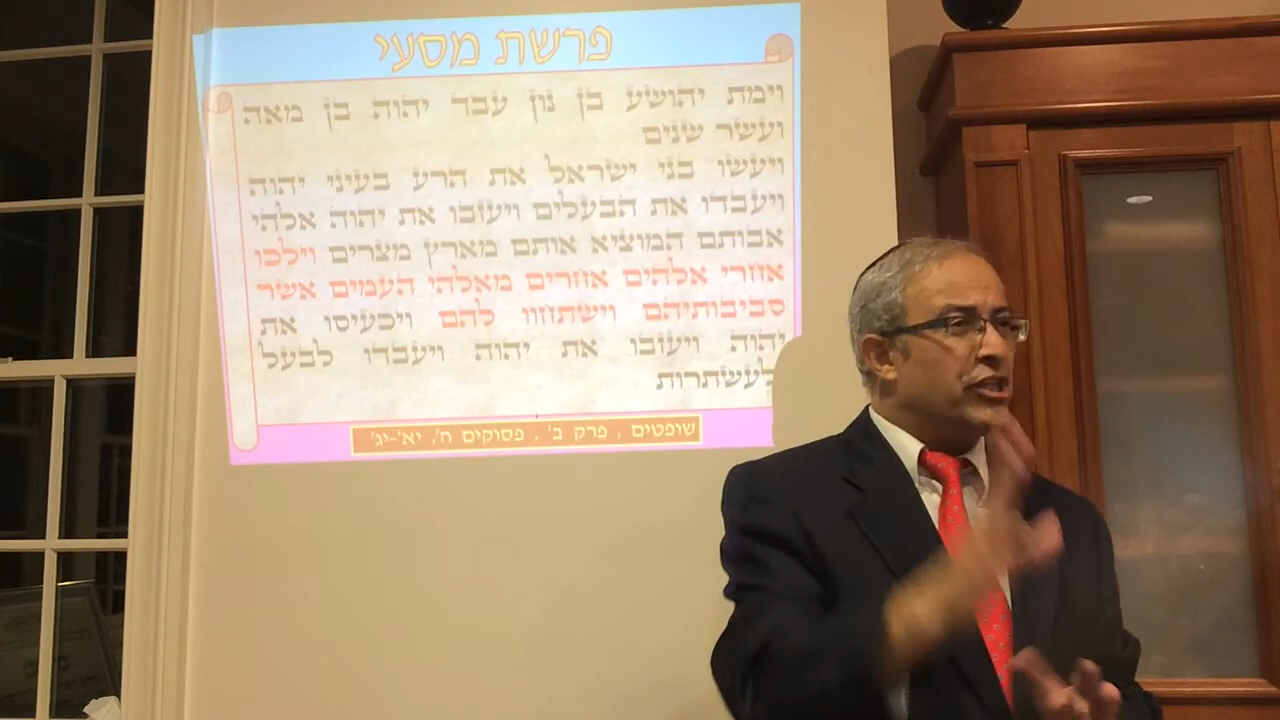 פרשת מסעי
וימת יהושע בן נון עבד יהוה בן מאה
ועשר שנים
ויעשו בני ישראל את הרע בעיני יהוה
ויעבדו את הבעלים ויעזבו את יהוה אלהי
אבותם המוציא אותם מארץ מצרים וילכו
אחרי אלהים אחרים מאלהי העמים אשר
סביבותיהם וישתחוו להם ויכעיסו את
יהוה ויעזבו את יהוה ויעבדו לבעל
לעשתרות
שופטים , פרק ב' , פסוקים ח', יא'-יג'